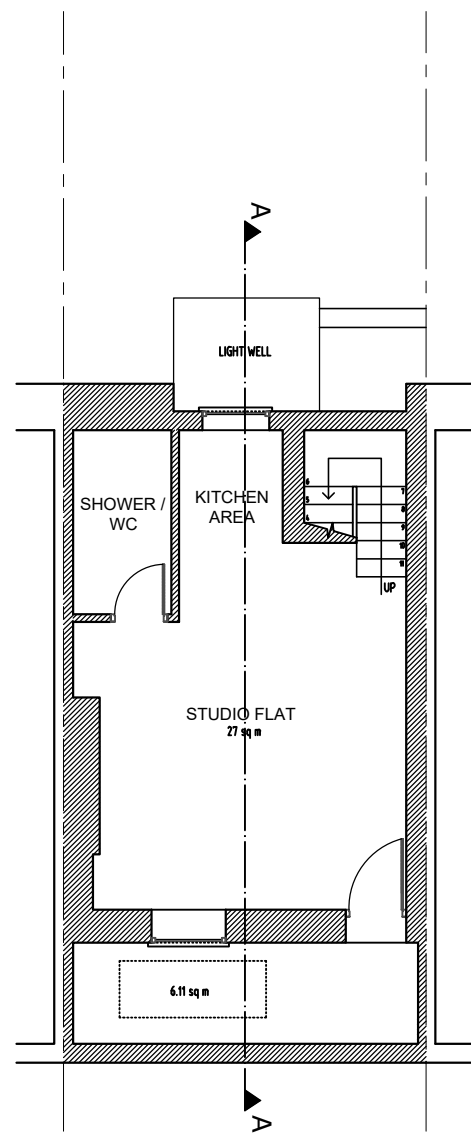 A
LIGHT WELL
SHOWER /
WC
KITCHEN
AREA
6
5
4
7
8
9
10
11
UP
STUDIO FLAT
27 sq m
6.11 sq m
A